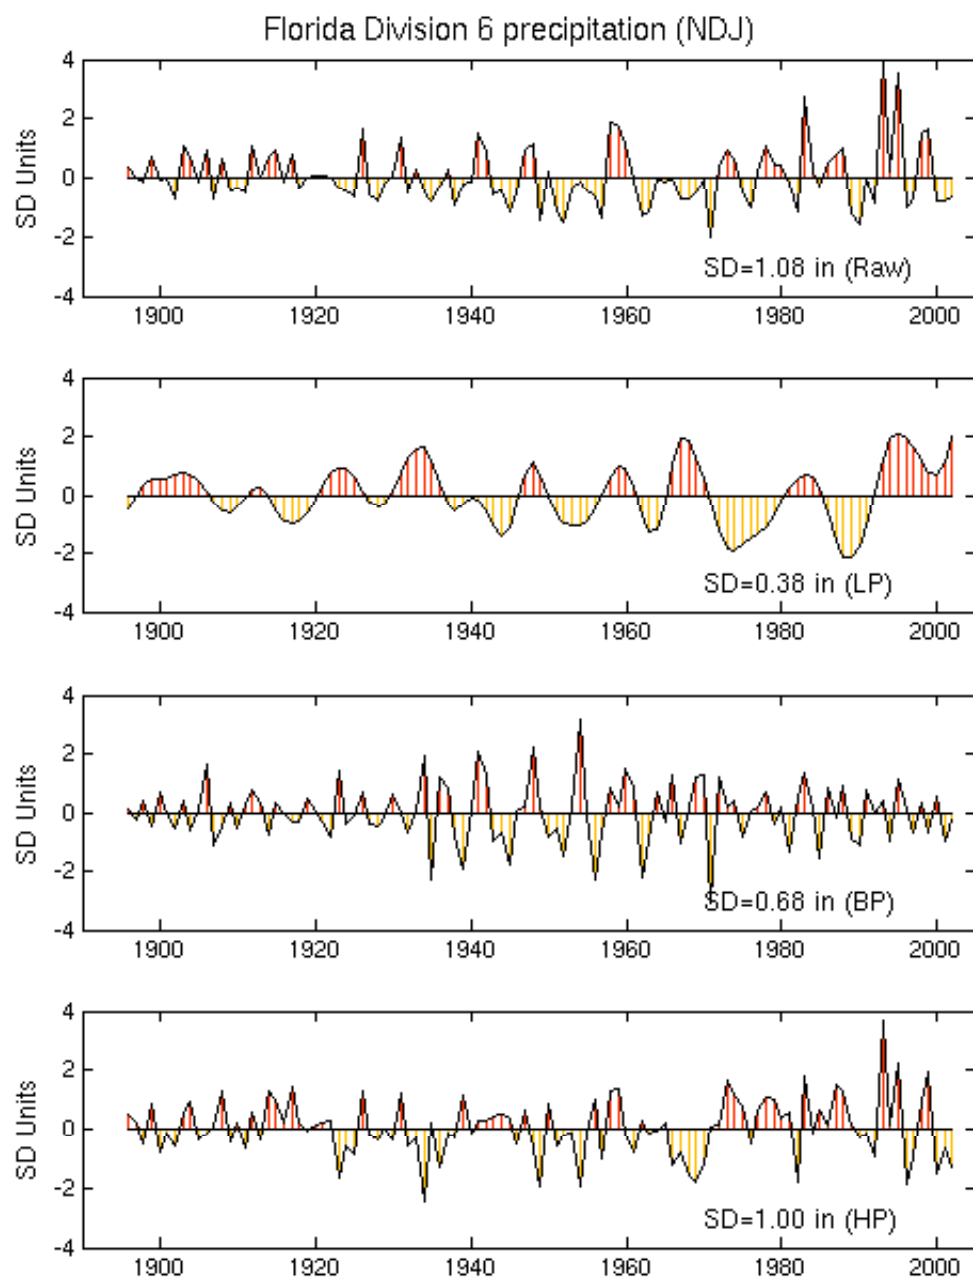 Florida Division 6 precipitation (NDJ)
4
2
0
-2
-4
SD Units
SD=1.08 in (Raw)
1900 1920 1940 1960 1980 2000
4
2
0
-2
-4
SD Units
SD=0.38 in (LP)
1900 1920 1940 1960 1980 2000
4
2
0
-2
-4
SD Units
SD=0.68 in (BP)
1900 1920 1940 1960 1980 2000
4
2
0
-2
-4
SD Units
SD=1.00 in (HP)
1900 1920 1940 1960 1980 2000